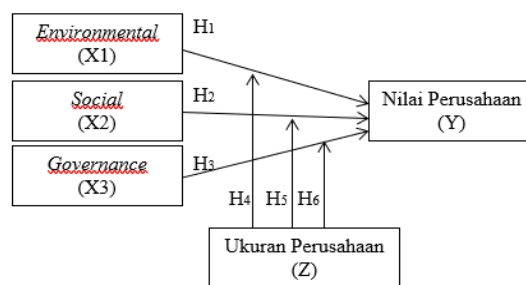 Environmental
(X1)
H1
Social
(X2)
H2
Governance
(X3)
H3
Nilai Perusahaan
(Y)
H4
H5
H6
Ukuran Perusahaan
(Z)